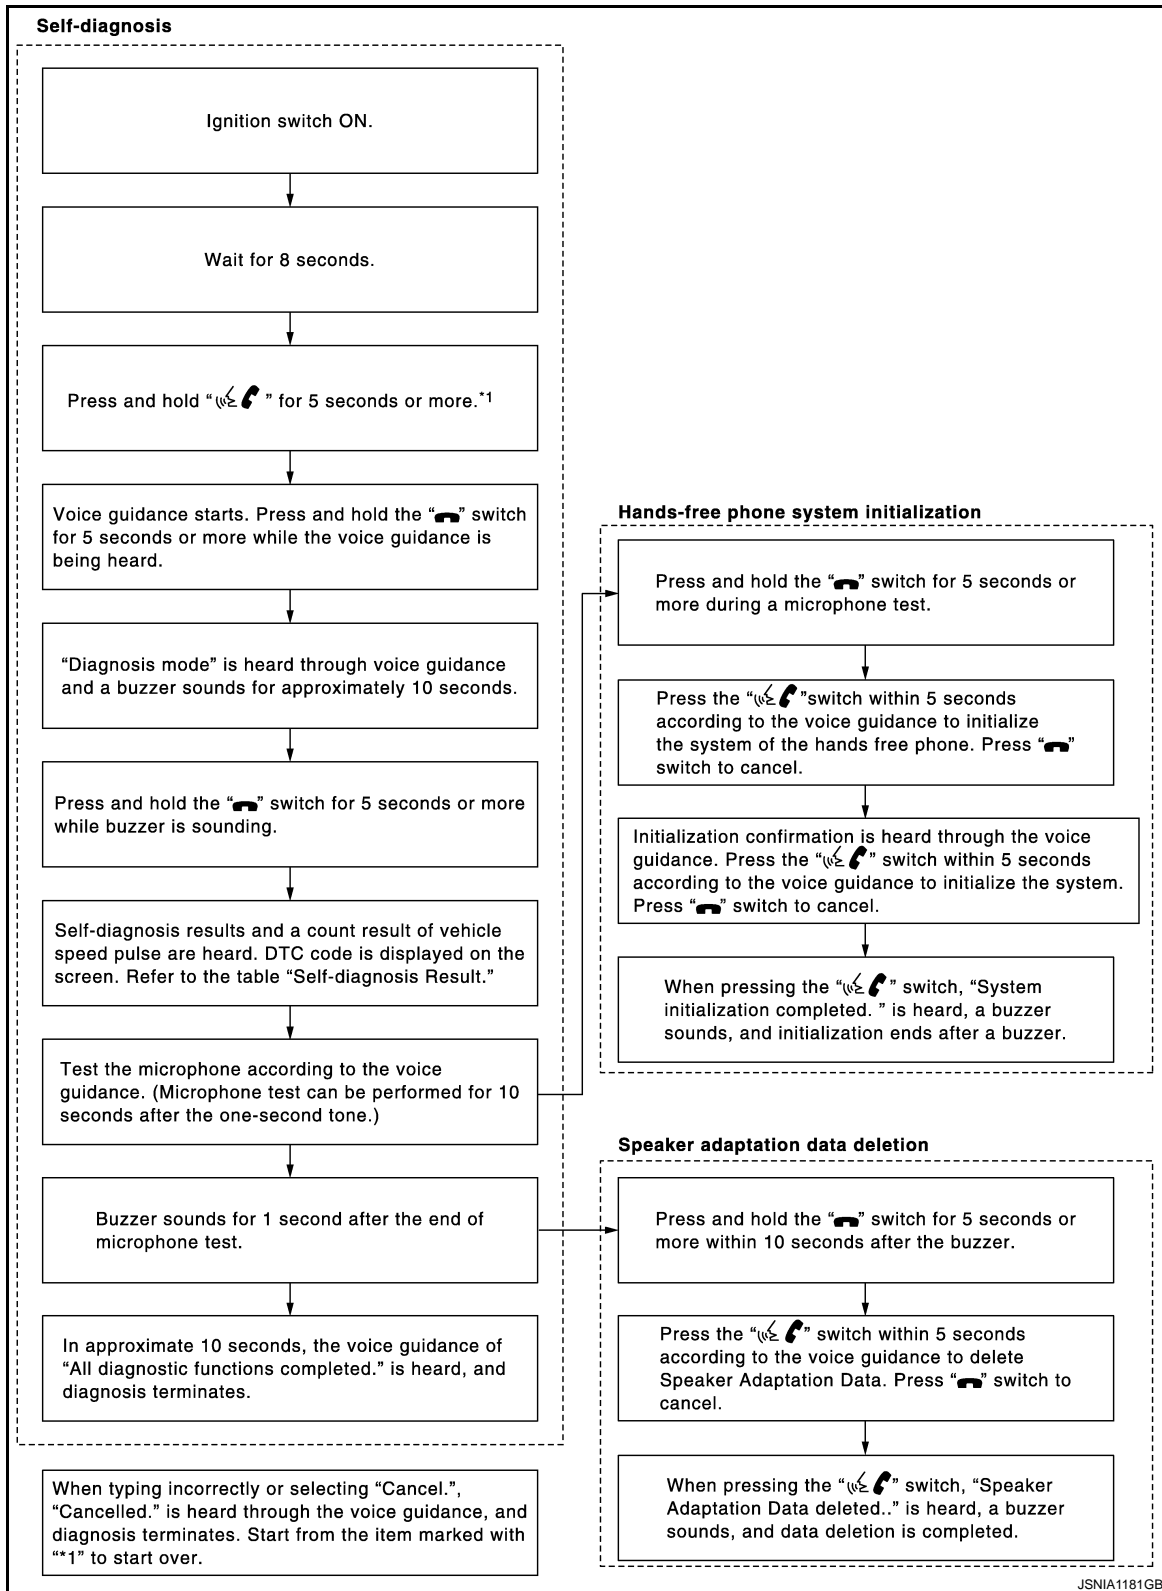 Self-diagnosis
Ignition switch ON.
Wait for 8 seconds.
Press and hold “ ” for 5 seconds or more.*1
Voice guidance starts. Press and hold the “ ” switch
for 5 seconds or more while the voice guidance is
being heard.
“Diagnosis mode” is heard through voice guidance
and a buzzer sounds for approximately 10 seconds.
Press and hold the “ ” switch for 5 seconds or more
while buzzer is sounding.
Self-diagnosis results and a count result of vehicle
speed pulse are heard. DTC code is displayed on the
screen. Refer to the table “Self-diagnosis Result.”
Test the microphone according to the voice
guidance. (Microphone test can be performed for 10
seconds after the one-second tone.)
Buzzer sounds for 1 second after the end of
microphone test.
In approximate 10 seconds, the voice guidance of
“All diagnostic functions completed.” is heard, and
diagnosis terminates.
When typing incorrectly or selecting “Cancel.”,
“Cancelled.” is heard through the voice guidance, and
diagnosis terminates. Start from the item marked with
“*1” to start over.
Hands-free phone system initialization
Press and hold the “ ” switch for 5 seconds or
more during a microphone test.
Press the “ ”switch within 5 seconds
according to the voice guidance to initialize
the system of the hands free phone. Press “ ”
switch to cancel.
Initialization confirmation is heard through the voice
guidance. Press the “ ” switch within 5 seconds
according to the voice guidance to initialize the system.
Press “ ” switch to cancel.
When pressing the “ ” switch, “System
initialization completed. ” is heard, a buzzer
sounds, and initialization ends after a buzzer.
Speaker adaptation data deletion
Press and hold the “ ” switch for 5 seconds or
more within 10 seconds after the buzzer.
Press the “ ” switch within 5 seconds
according to the voice guidance to delete
Speaker Adaptation Data. Press “ ” switch to
cancel.
When pressing the “ ” switch, “Speaker
Adaptation Data deleted..” is heard, a buzzer
sounds, and data deletion is completed.
JSNIA1181GB